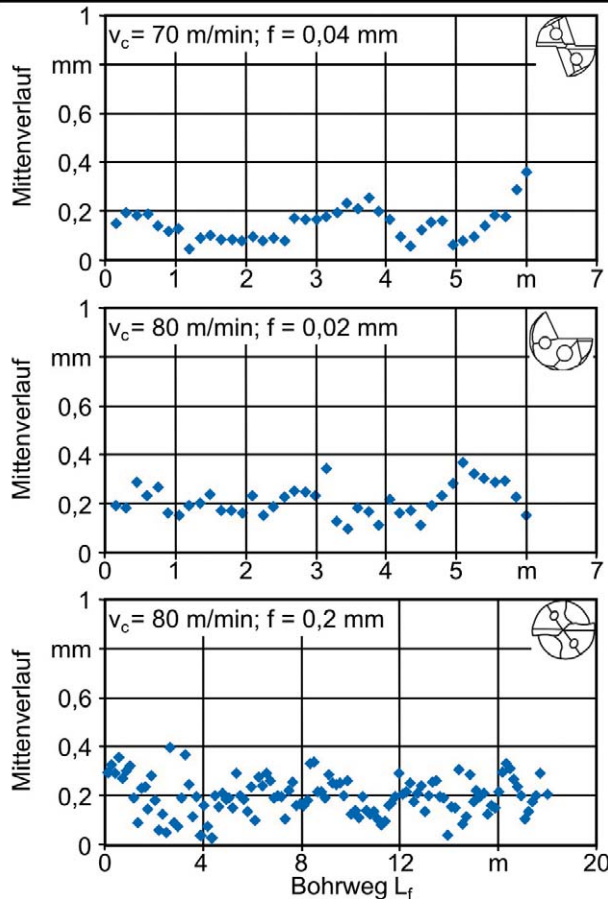 v_c = 70 m/min; f = 0,04 mm
Mittenverlauf
1
mm
0,6
0,4
0,2
0
0 1 2 3 4 5 m 7
v_c = 80 m/min; f = 0,02 mm
Mittenverlauf
1
mm
0,6
0,4
0,2
0
0 1 2 3 4 5 m 7
v_c = 80 m/min; f = 0,2 mm
Mittenverlauf
1
mm
0,6
0,4
0,2
0
0 4 8 12 m 20
Bohrweg L_f